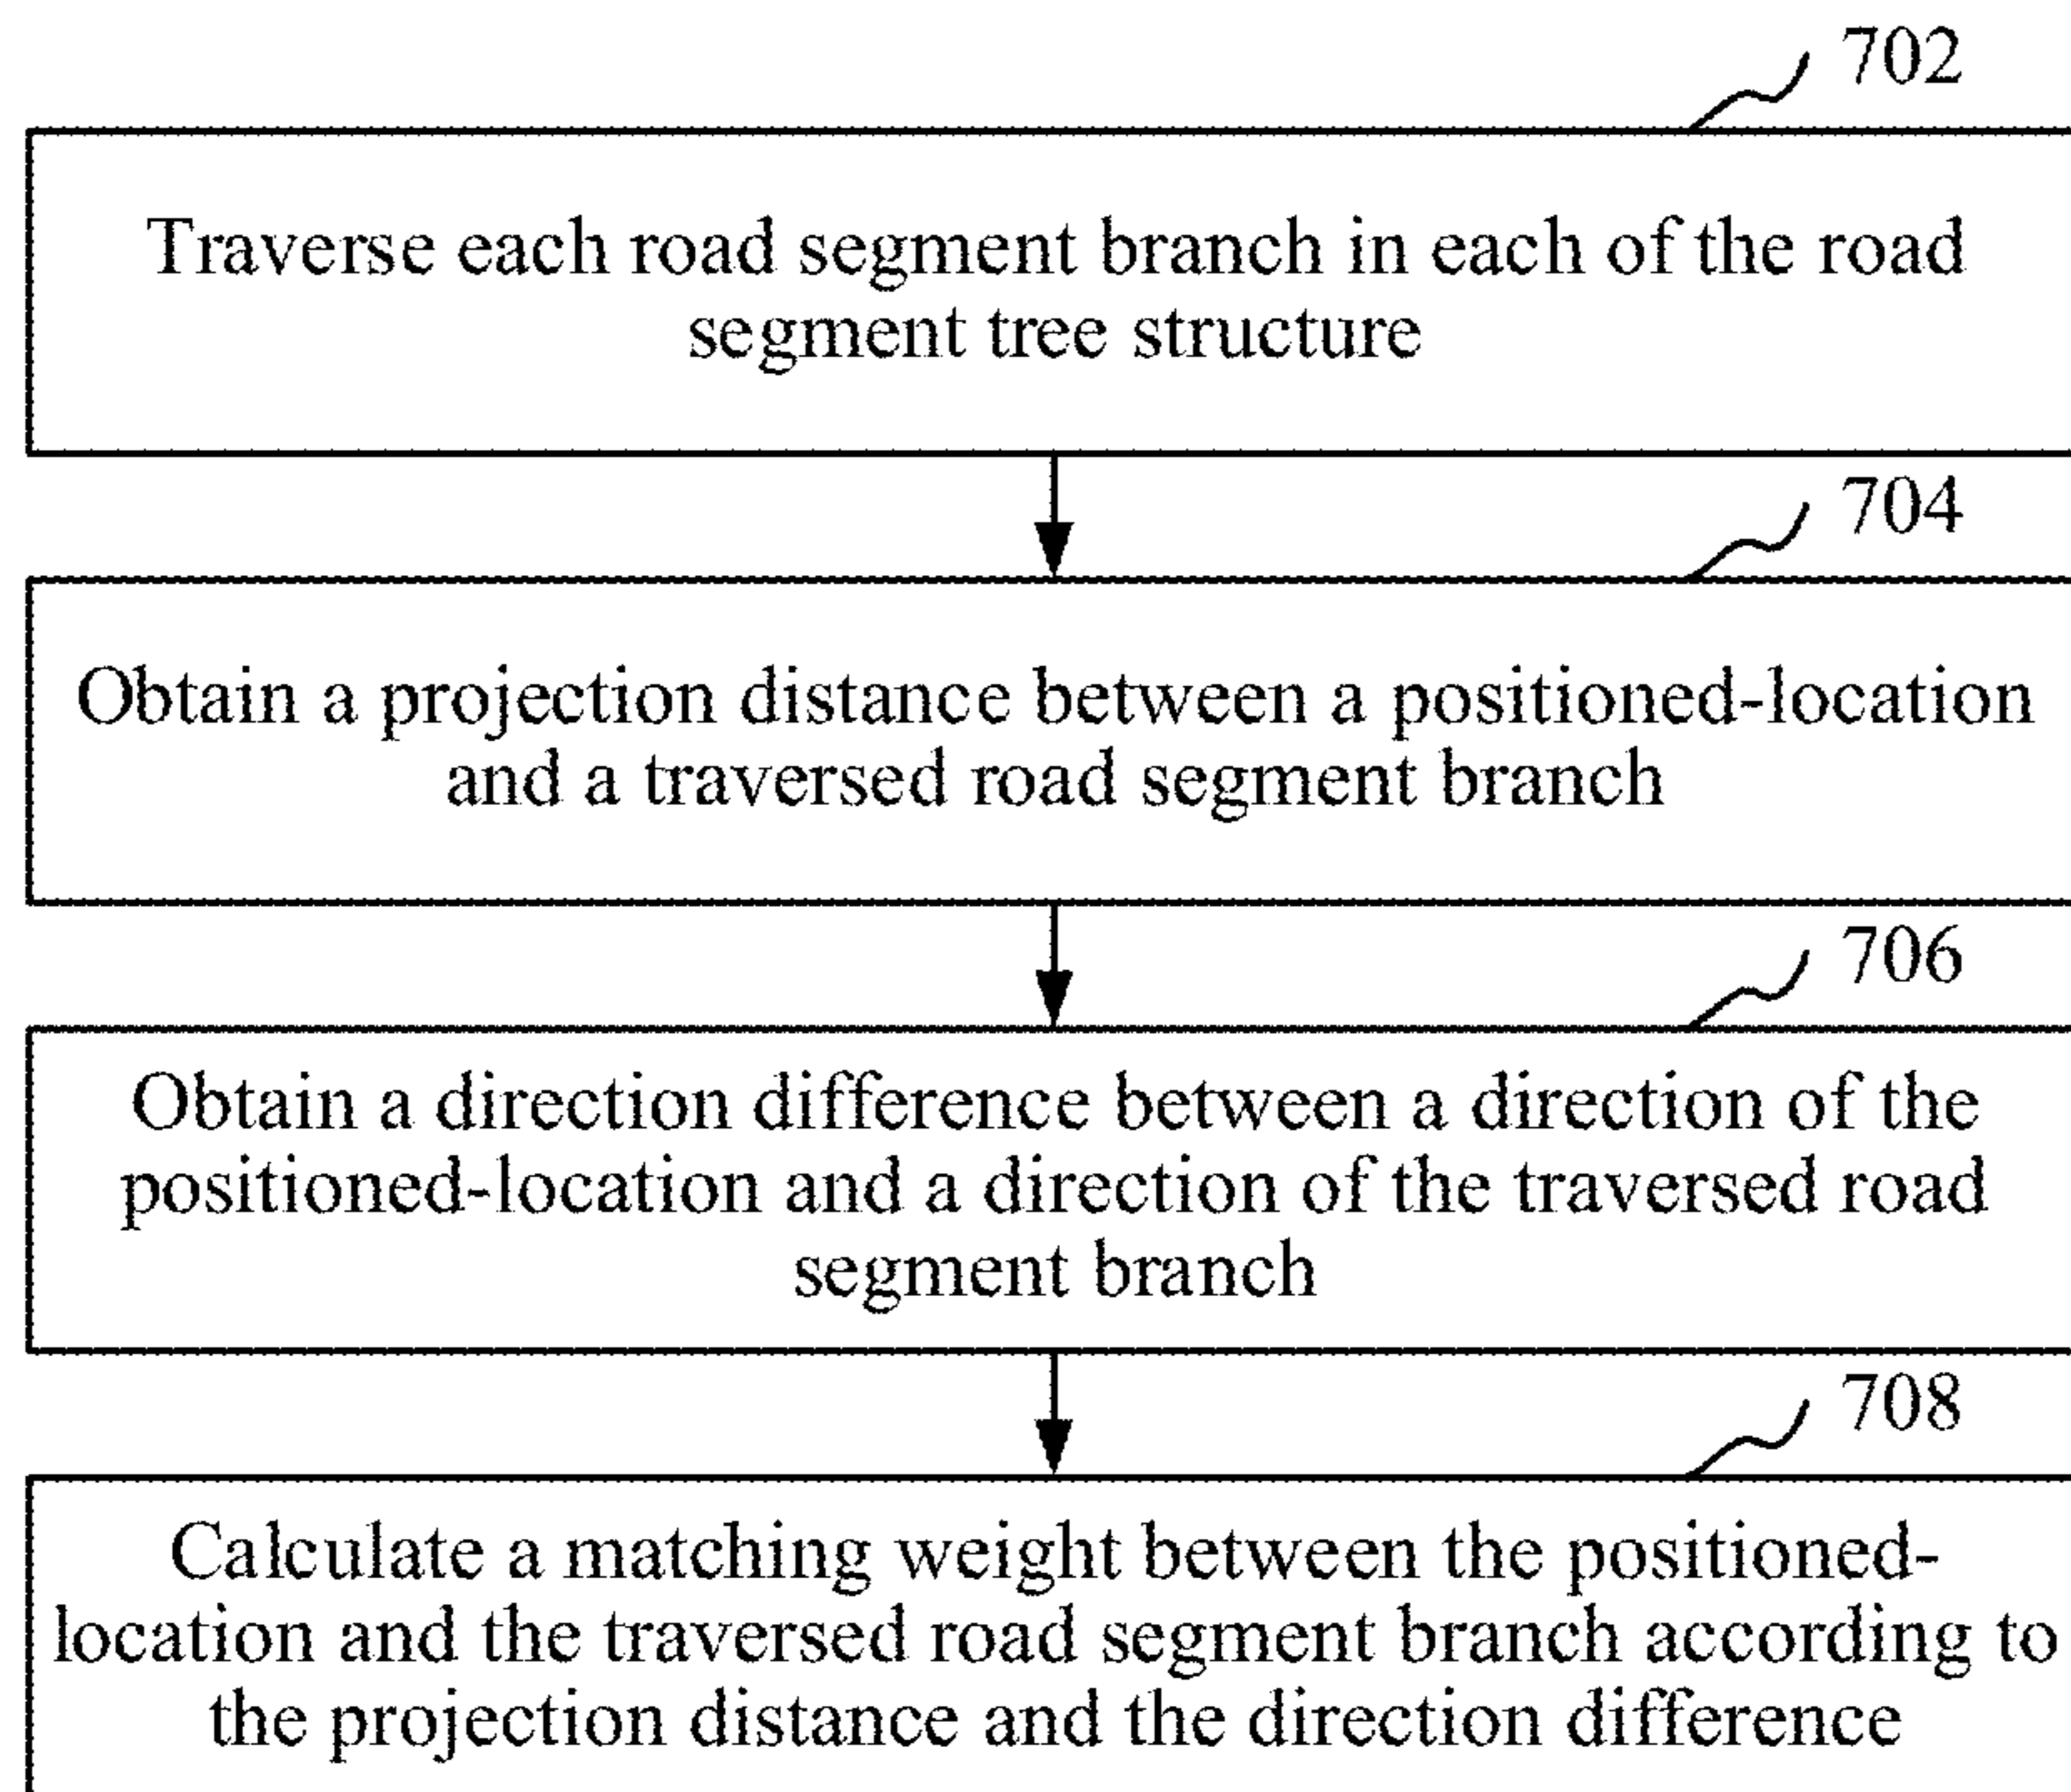 702
Traverse each road segment branch in each of the road
segment tree structure
704
Obtain a projection distance between a positioned-location
and a traversed road segment branch
706
Obtain a direction difference between a direction of the
positioned-location and a direction of the traversed road
segment branch
708
Calculate a matching weight between the positioned-
location and the traversed road segment branch according to
the projection distance and the direction difference